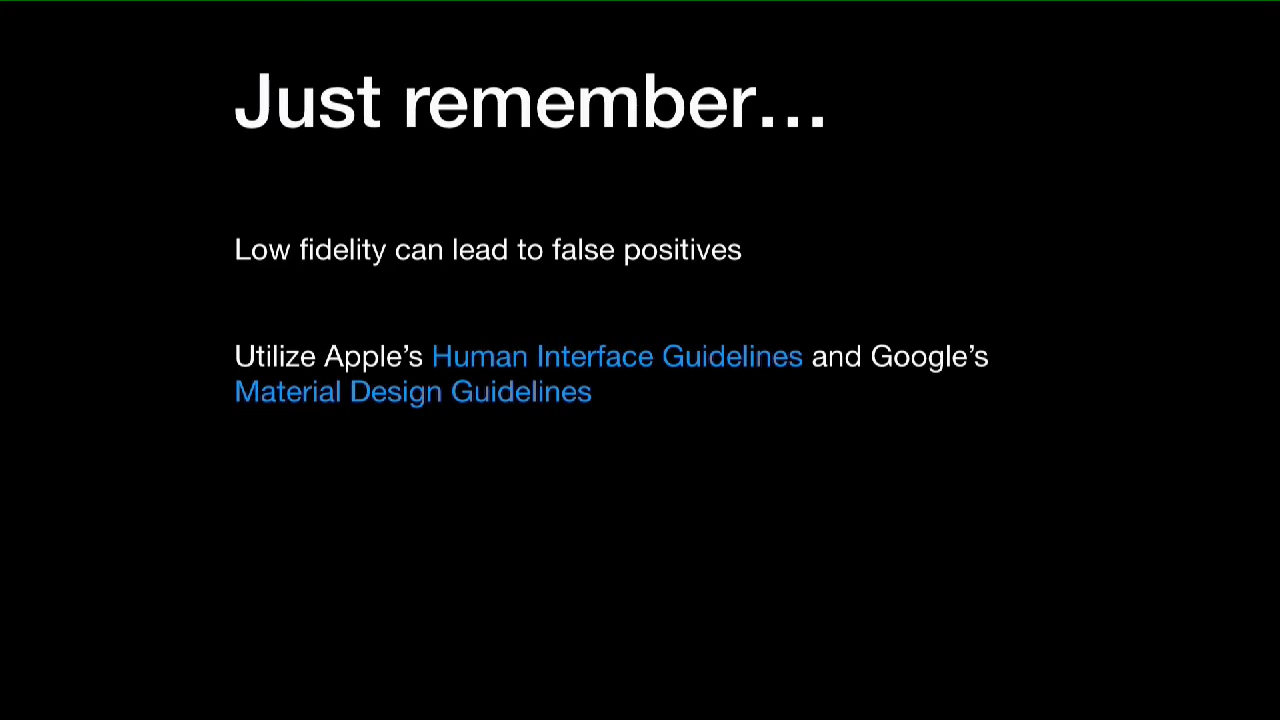 Just remember…
Low fidelity can lead to false positives
Utilize Apple’s Human Interface Guidelines and Google’s
Material Design Guidelines